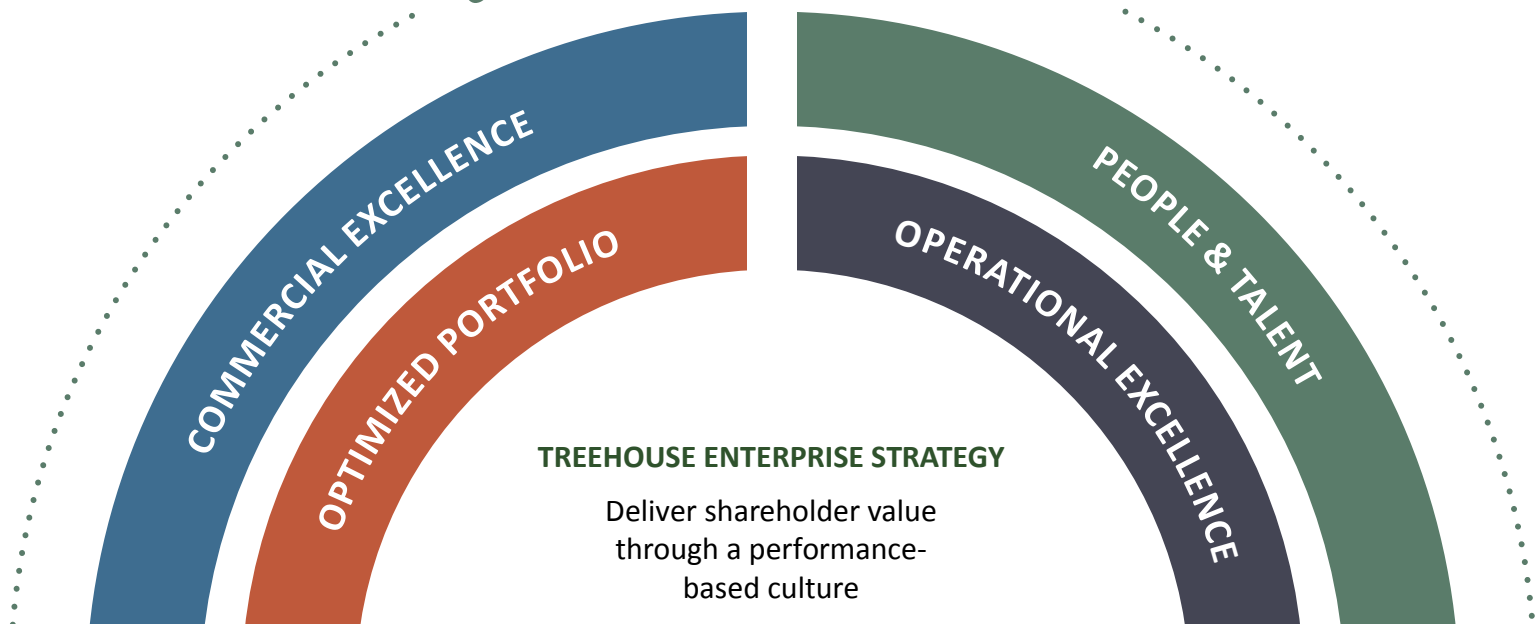 COMMERCIAL EXCELLENCE
OPTIMIZED PORTFOLIO
OPERATIONAL EXCELLENCE
PEOPLE & TALENT
TREEHOUSE ENTERPRISE STRATEGY
Deliver shareholder value
through a performance-
based culture